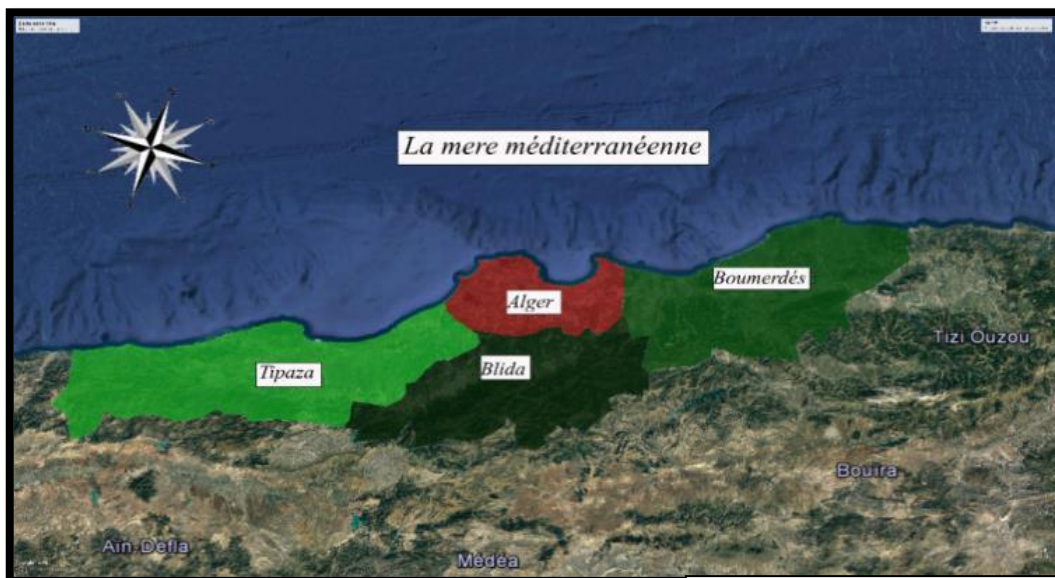 La mere méditerranéenne
Boumerdés
Alger
Tizi Ouzou
Tipaza
Blida
Bouira
Aïn Defla
Médéa